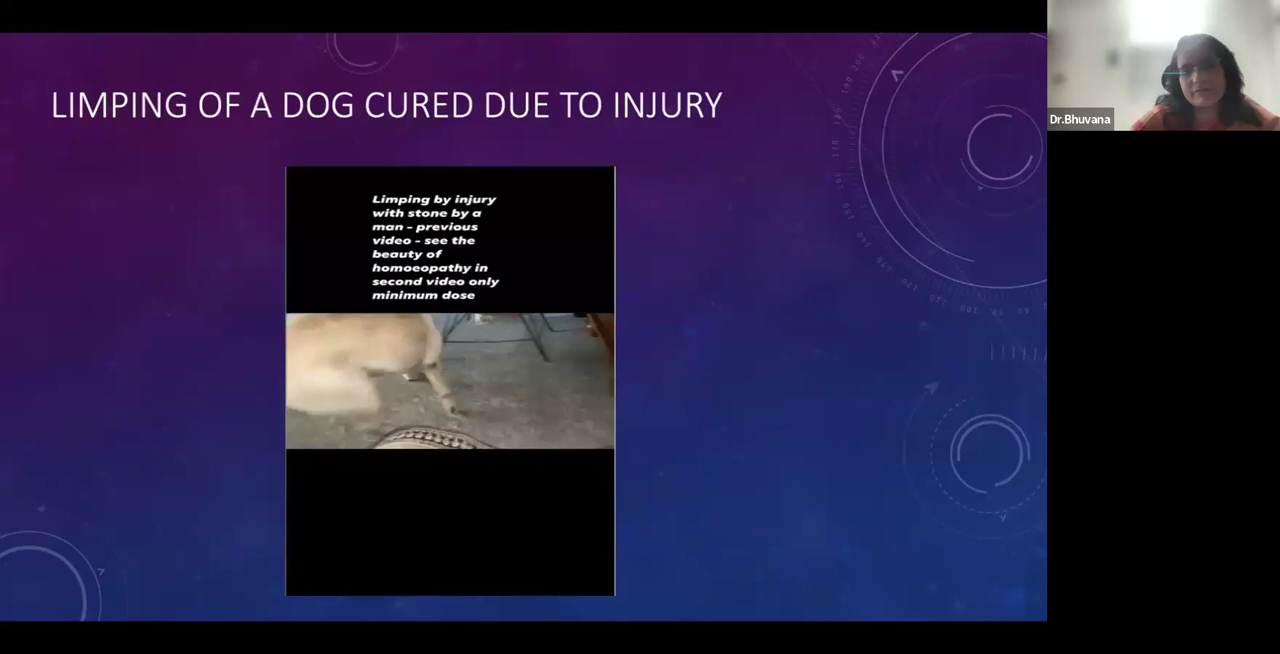 LIMPING OF A DOG CURED DUE TO INJURY
Limping by injury
with stone by a
man - previous
video - see the
beauty of
homoeopathy in
second video only
minimum dose
Dr.Bhuvana